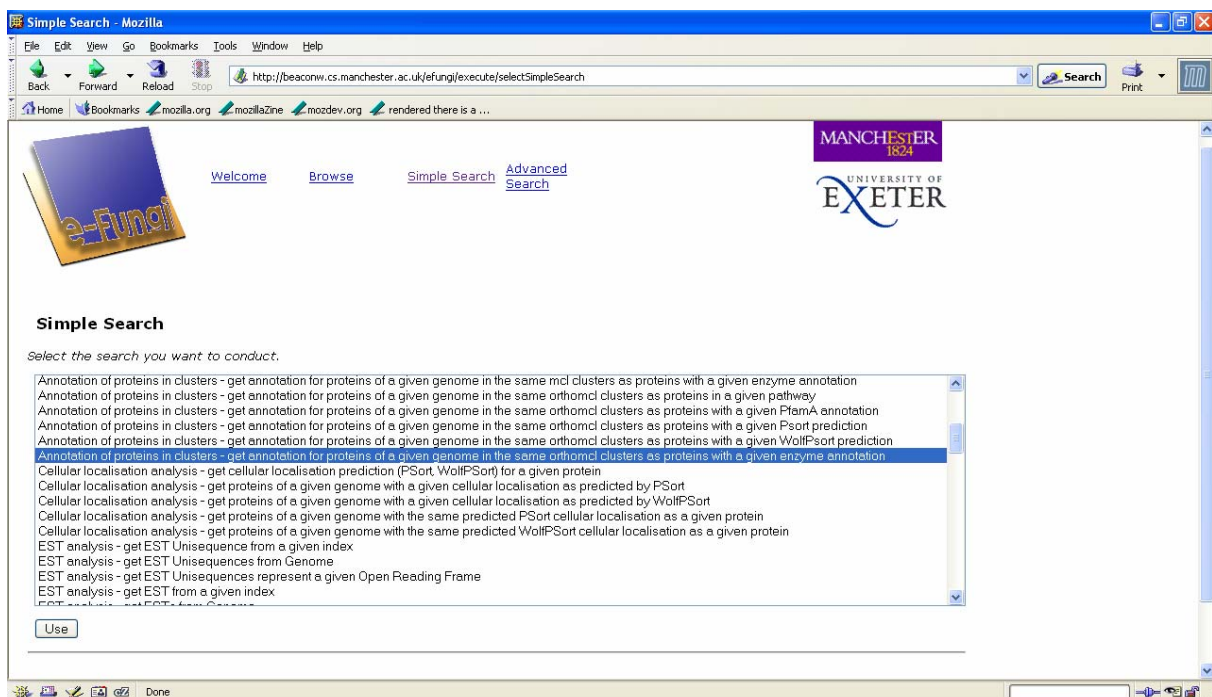 Simple Search - Mozilla
File Edit View Go Bookmarks Tools Window Help
Back Forward Reload Stop http://beaconw.cs.manchester.ac.uk/efungi/execute/selectSimpleSearch Search Print
Home Bookmarks mozilla.org mozillaZine mozdev.org rendered there is a ...
MANCHESTER
1824
e-Fungi Welcome Browse Simple Search Advanced
Search
UNIVERSITY OF
EXETER
Simple Search
Select the search you want to conduct.
Annotation of proteins in clusters - get annotation for proteins of a given genome in the same mcl clusters as proteins with a given enzyme annotation
Annotation of proteins in clusters - get annotation for proteins of a given genome in the same orthomcl clusters as proteins in a given pathway
Annotation of proteins in clusters - get annotation for proteins of a given genome in the same orthomcl clusters as proteins with a given PfamA annotation
Annotation of proteins in clusters - get annotation for proteins of a given genome in the same orthomcl clusters as proteins with a given Psort prediction
Annotation of proteins in clusters - get annotation for proteins of a given genome in the same orthomcl clusters as proteins with a given WolfPsort prediction
Annotation of proteins in clusters - get annotation for proteins of a given genome in the same orthomcl clusters as proteins with a given enzyme annotation
Cellular localisation analysis - get cellular localisation prediction (PSort, WolfPSort) for a given protein
Cellular localisation analysis - get proteins of a given genome with a given cellular localisation as predicted by PSort
Cellular localisation analysis - get proteins of a given genome with a given cellular localisation as predicted by WolfPSort
Cellular localisation analysis - get proteins of a given genome with the same predicted PSort cellular localisation as a given protein
Cellular localisation analysis - get proteins of a given genome with the same predicted WolfPSort cellular localisation as a given protein
EST analysis - get EST Unisequence from a given index
EST analysis - get EST Unisequences from Genome
EST analysis - get EST Unisequences represent a given Open Reading Frame
EST analysis - get EST from a given index
EST analysis - get ESTs from Genome
Use
Done